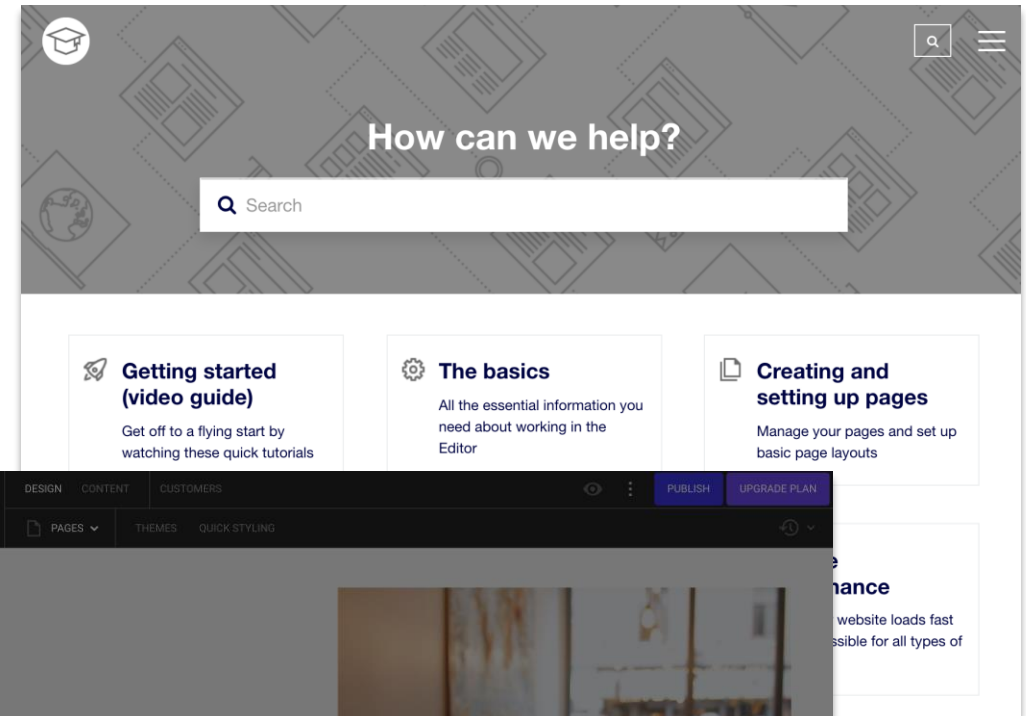 How can we help?
Search
Getting started
(video guide)
Get off to a flying start by
watching these quick tutorials
The basics
All the essential information you
need about working in the
Editor
Creating and
setting up pages
Manage your pages and set up
basic page layouts
DESIGN CONTENT CUSTOMERS PUBLISH UPGRADE PLAN
PAGES THEMES QUICK STYLING
website loads fast
for all types of